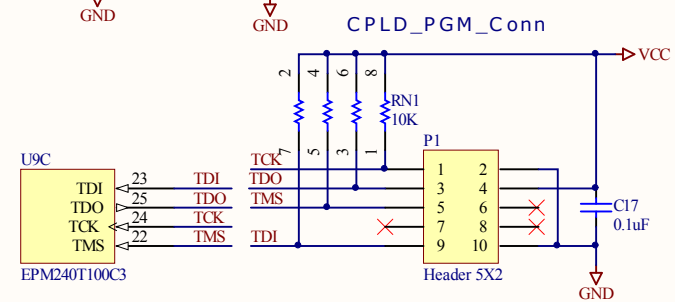 GND
GND
CPLD_PGM_Conn
VCC
2 4 6 8
RN1
10K
7 5 3 1
P1
U9C
TCK
1 2
TDI 23 TDI TDO
3 4
TDO 25 TDO TMS
5 6
C17
TCK 24 TCK
7 8
0.1uF
TMS 22 TMS TDI
9 10
EPM240T100C3
Header 5X2
GND